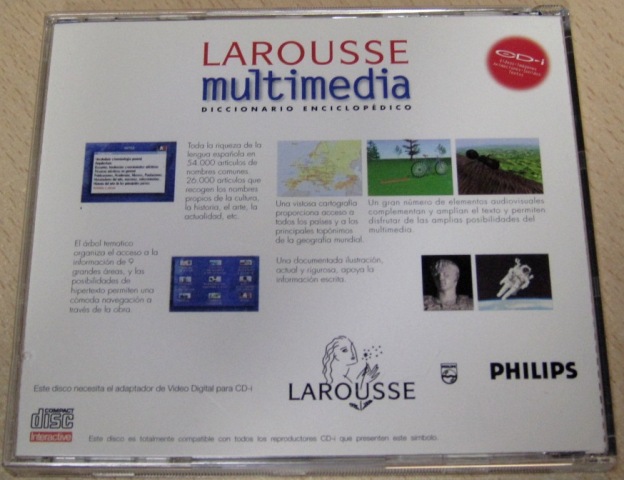 LAROUSSE
multimedia
DICCIONARIO ENCICLOPÉDICO
CD-i
Toda la riqueza de la
lengua española en
54.000 artículos de
nombres comunes.
26.000 artículos que
recogen los nombres
propios de la cultura,
la historia, el arte, la
actualidad, etc.
Una vistosa cartografía
proporciona acceso a
todos los países y a los
principales topónimos
de la geografía mundial.
Un gran número de elementos audiovisuales
complementan y amplían el texto y permiten
disfrutar de las amplias posibilidades del
multimedia.
El árbol tematico
organiza el acceso a la
información de 9
grandes áreas, y las
posibilidades de
hipertexto permiten una
cómoda navegación a
través de la obra.
Una documentada ilustración,
actual y rigurosa, apoya la
información escrita.
LAROUSSE
PHILIPS
Este disco necesita el adaptador de Video Digital para CD-i
COMPACT
disc
Interactive
Este disco es totalmente compatible con todos los reproductores CD-i que presenten este símbolo.